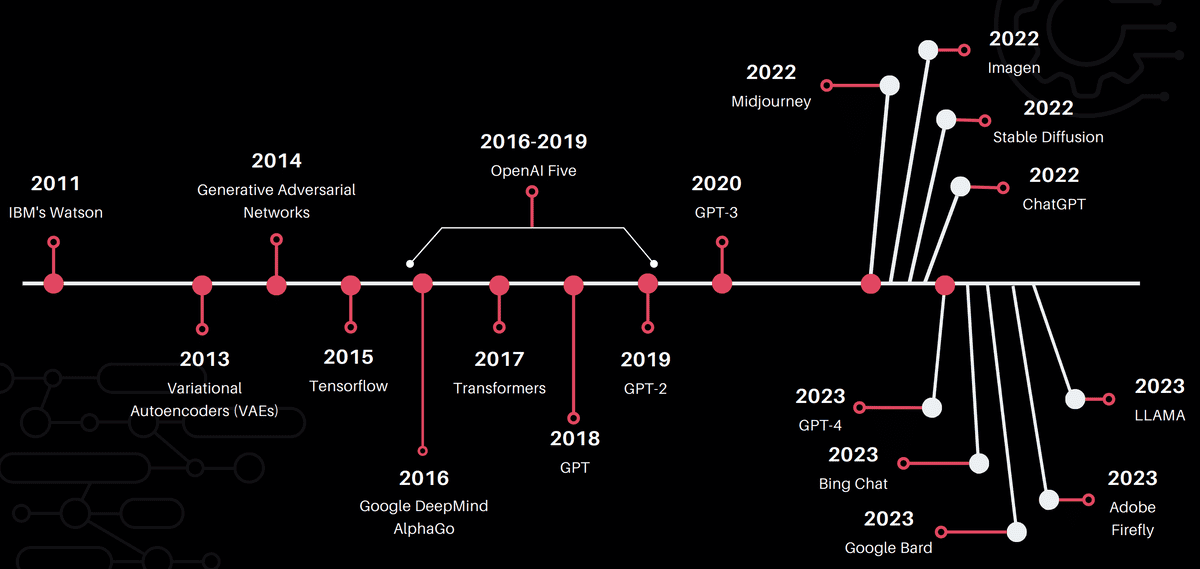 2011
IBM's Watson
2013
Variational
Autoencoders (VAEs)
2014
Generative Adversarial
Networks
2015
Tensorflow
2016
Google DeepMind
AlphaGo
2016-2019
OpenAI Five
2017
Transformers
2018
GPT
2019
GPT-2
2020
GPT-3
2022
Midjourney
2022
Imagen
2022
Stable Diffusion
2022
ChatGPT
2023
GPT-4
2023
Bing Chat
2023
Google Bard
2023
Adobe
Firefly
2023
LLAMA